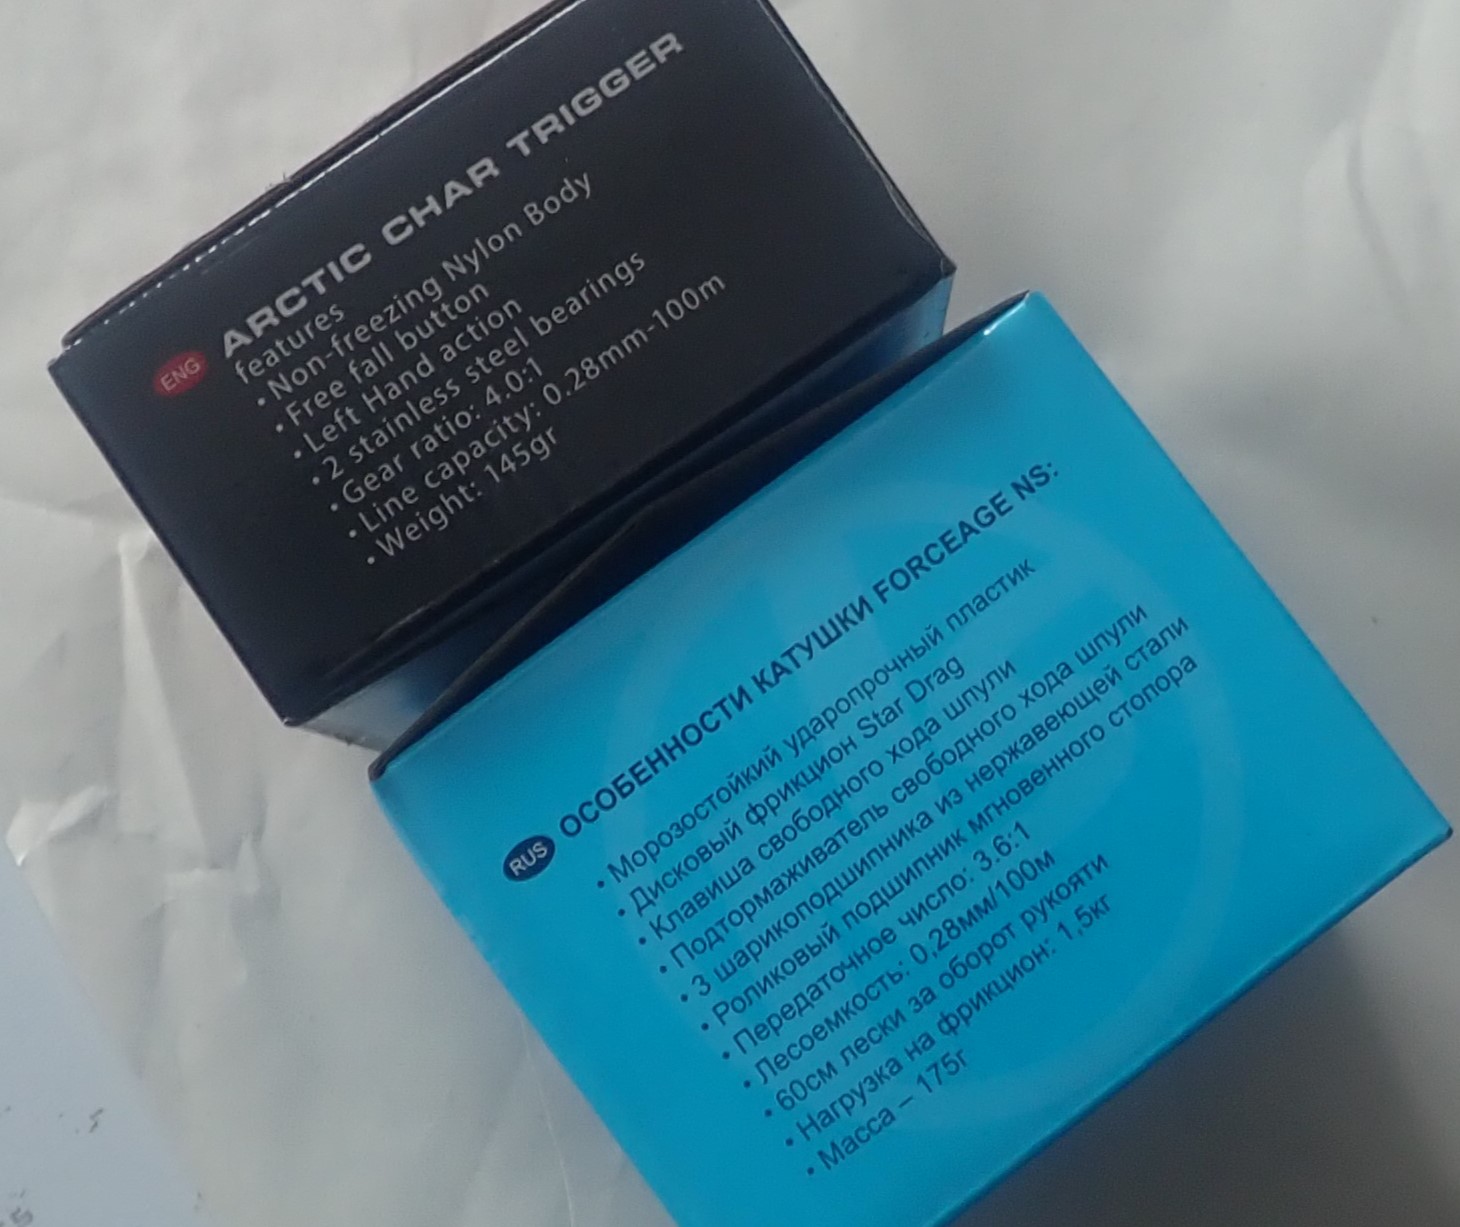 ENG ARCTIC CHAR TRIGGER
features
• Non-freezing Nylon Body
• Free fall button
• Left Hand action
• 2 stainless steel bearings
• Gear ratio: 4.0:1
• Line capacity: 0.28mm-100m
• Weight: 145gr
RUS ОСОБЕННОСТИ КАТУШКИ FORCEAGE NS:
• Морозостойкий ударопрочный пластик
• Дисковый фрикцион Star Drag
• Клавиша свободного хода шпули
• Подтормаживатель свободного хода шпули
• 3 шарикоподшипника из нержавеющей стали
• Роликовый подшипник мгновенного стопора
• Передаточное число: 3.6:1
• Лесоемкость: 0,28мм/100м
• 60см лески за оборот рукояти
• Нагрузка на фрикцион: 1,5кг
• Масса – 175г